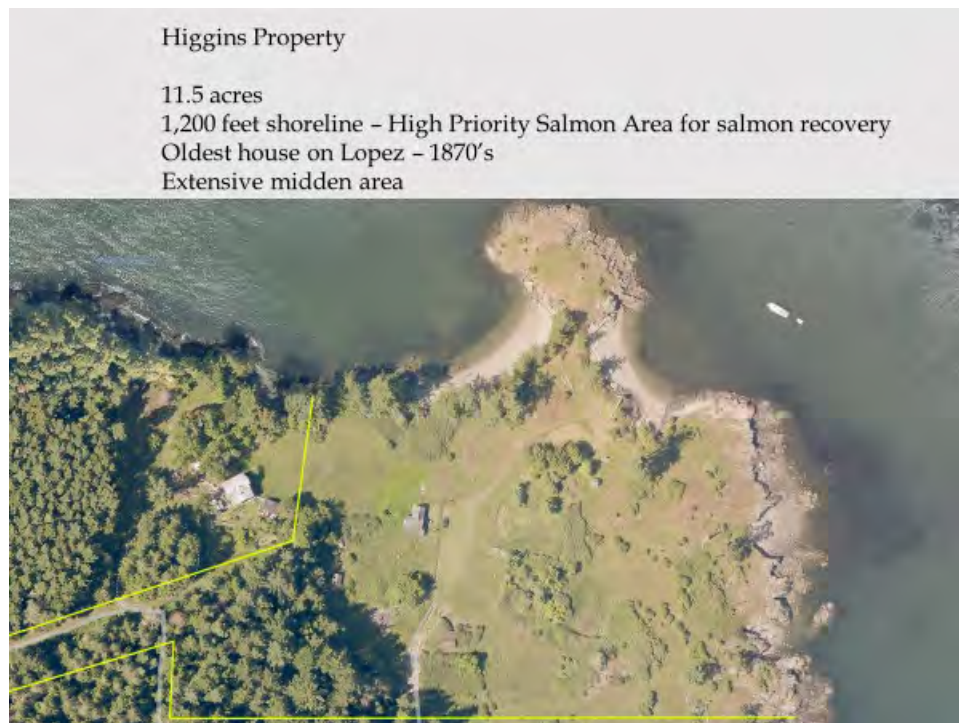 Higgins Property
11.5 acres
1,200 feet shoreline – High Priority Salmon Area for salmon recovery
Oldest house on Lopez – 1870’s
Extensive midden area